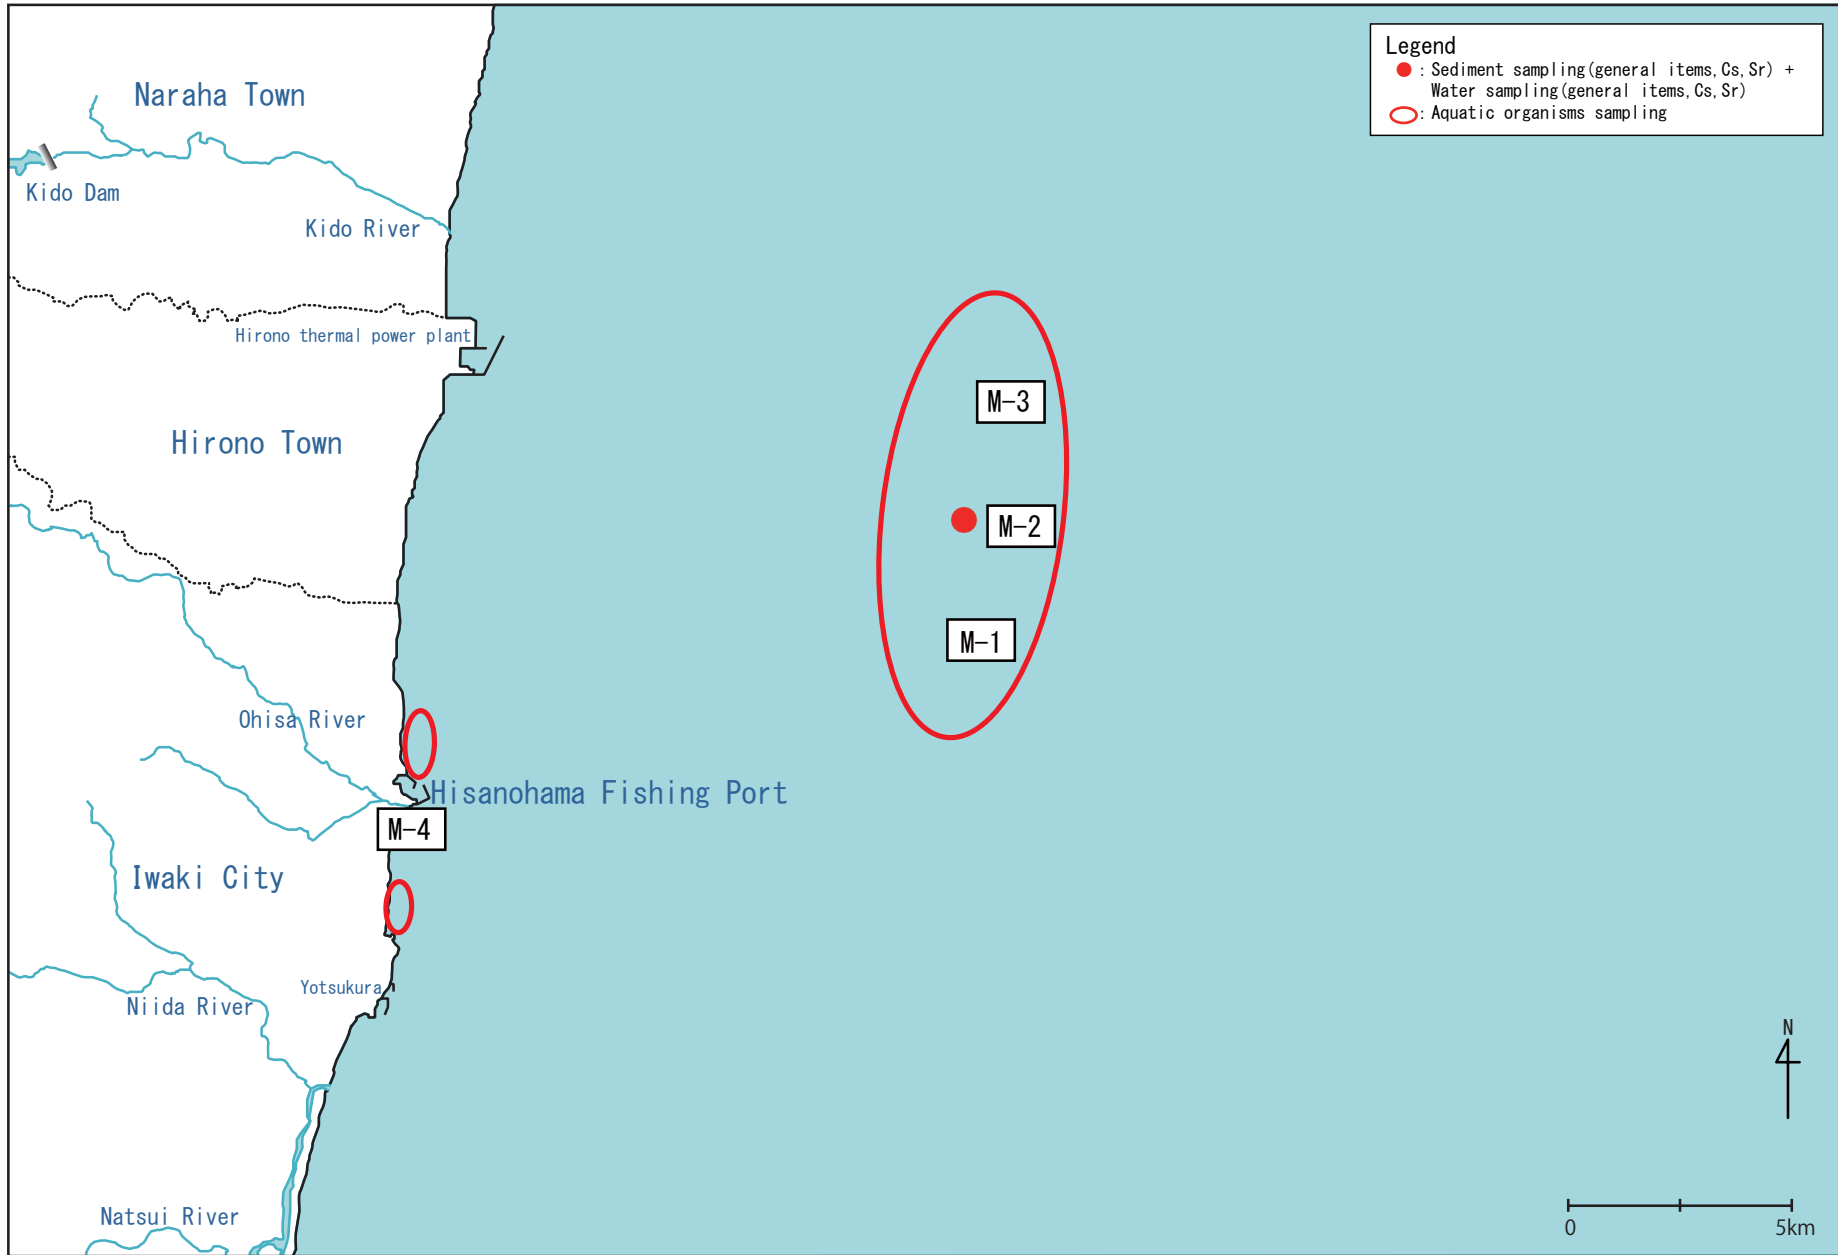 Legend
: Sediment sampling(general items,Cs,Sr) +
Water sampling(general items,Cs,Sr)
: Aquatic organisms sampling
Naraha Town
Kido Dam
Kido River
Hirono thermal power plant
M-3
Hirono Town
M-2
M-1
Ohisa River
Hisanohama Fishing Port
M-4
Iwaki City
Yotsukura
Niida River
N
Natsui River
0
5km